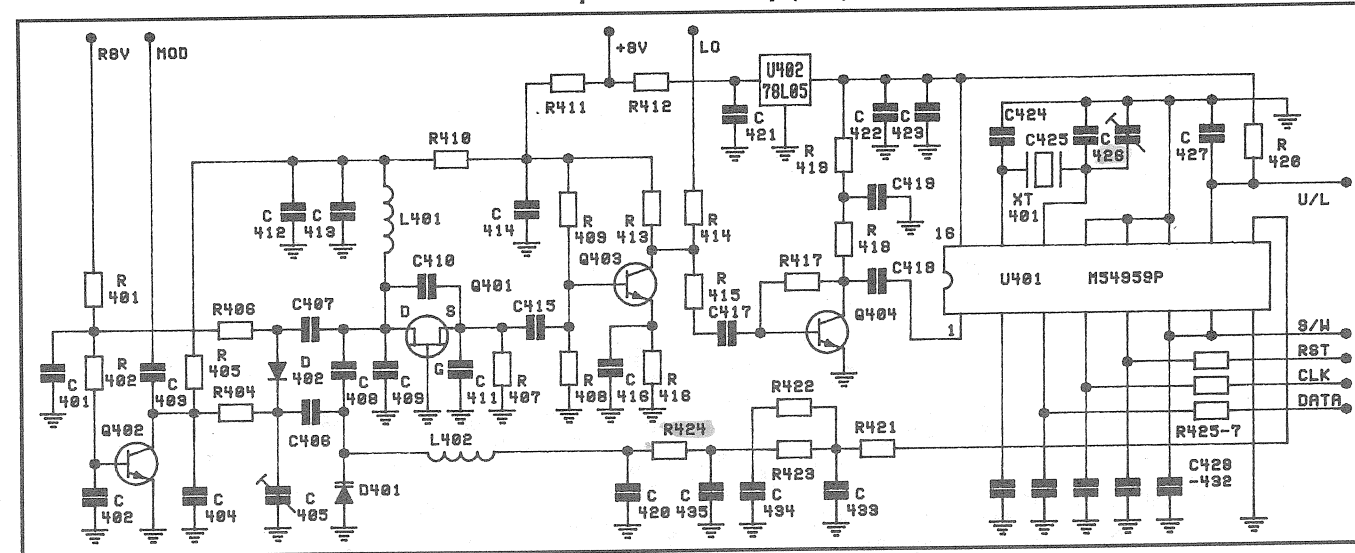 R8V
MOD
+8V
LO
U402
78L05
R411
R412
C
421
C
422
C
423
R
419
C424
C425
C
426
C
427
R
420
U/L
XT
401
R410
C
412
C
413
L401
C
414
R
409
R
413
R
414
C419
R
418
16
R
401
C410
Q401
Q403
R
415
R417
C418
U401
M54959P
R406
C407
D
S
G
C415
C417
Q404
1
S/W
RST
CLK
DATA
R425-7
C
401
R
402
C
403
R
405
R404
D
402
C
408
C
409
C
411
R
407
R
408
C
416
R
416
R422
C406
Q402
L402
R424
R423
R421
C428
-432
C
402
C
404
C
405
D401
C
420
C
435
C
434
C
433